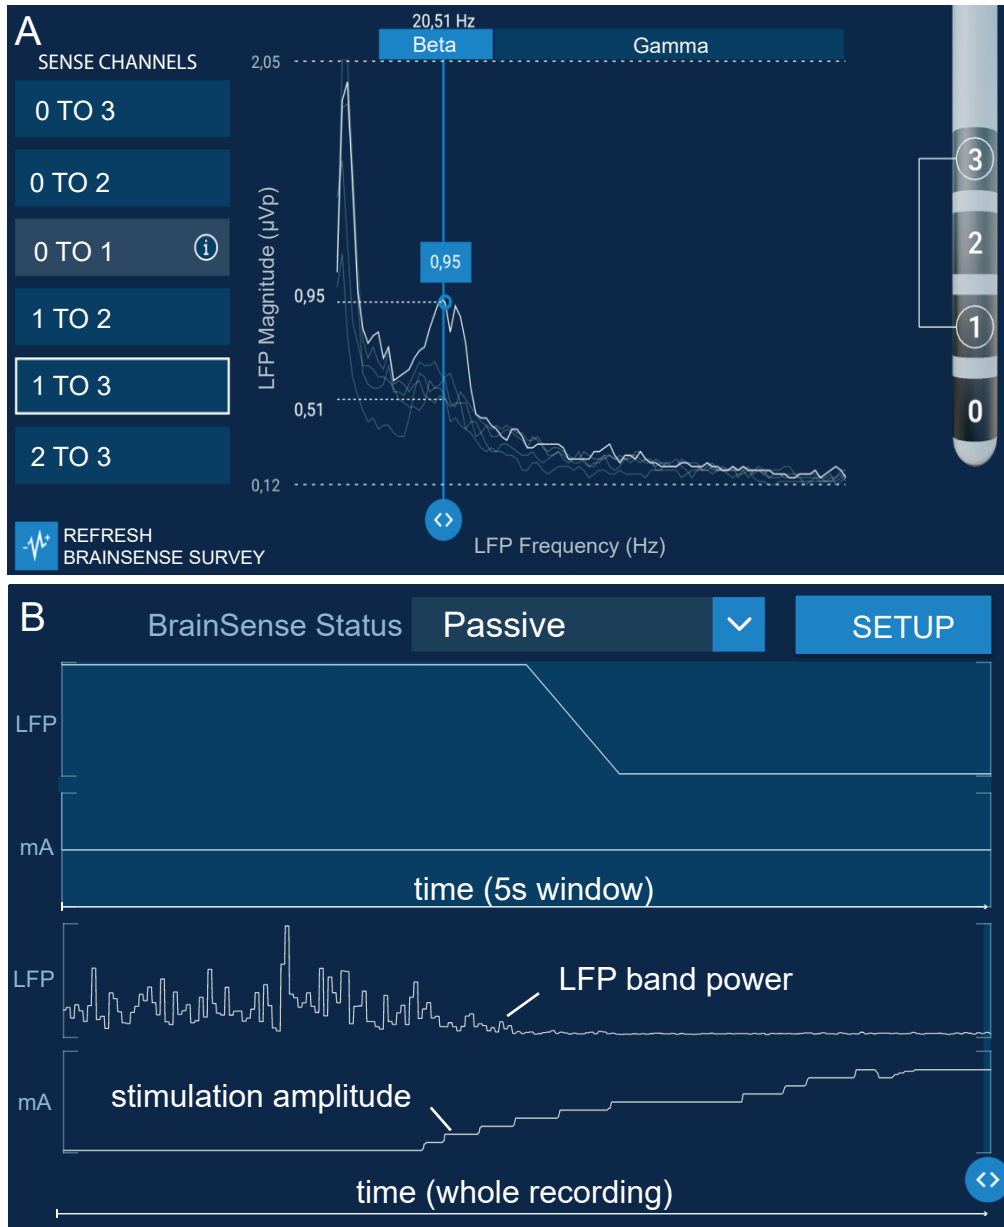 A
SENSE CHANNELS
0 TO 3
0 TO 2
0 TO 1
i
1 TO 2
1 TO 3
2 TO 3
REFRESH
BRAINSENSE SURVEY
20,51 Hz
Beta
Gamma
2,05
0,95
0,95
0,51
0,12
LFP Magnitude (µVp)
LFP Frequency (Hz)
3
2
1
0
B
BrainSense Status
Passive
SETUP
LFP
mA
time (5s window)
LFP
LFP band power
mA
stimulation amplitude
time (whole recording)